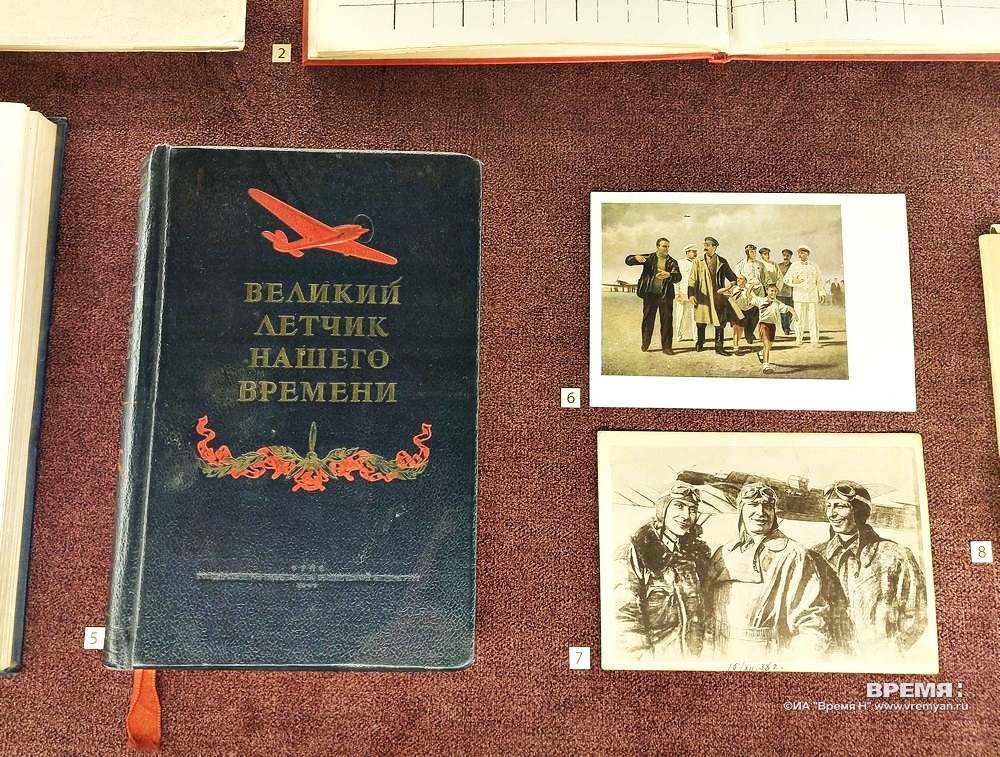 2
ВЕЛИКИЙ
ЛЕТЧИК
НАШЕГО
ВРЕМЕНИ
5
6
7
8
ВРЕМЯ:
©ИА "Время Н" www.vremyan.ru